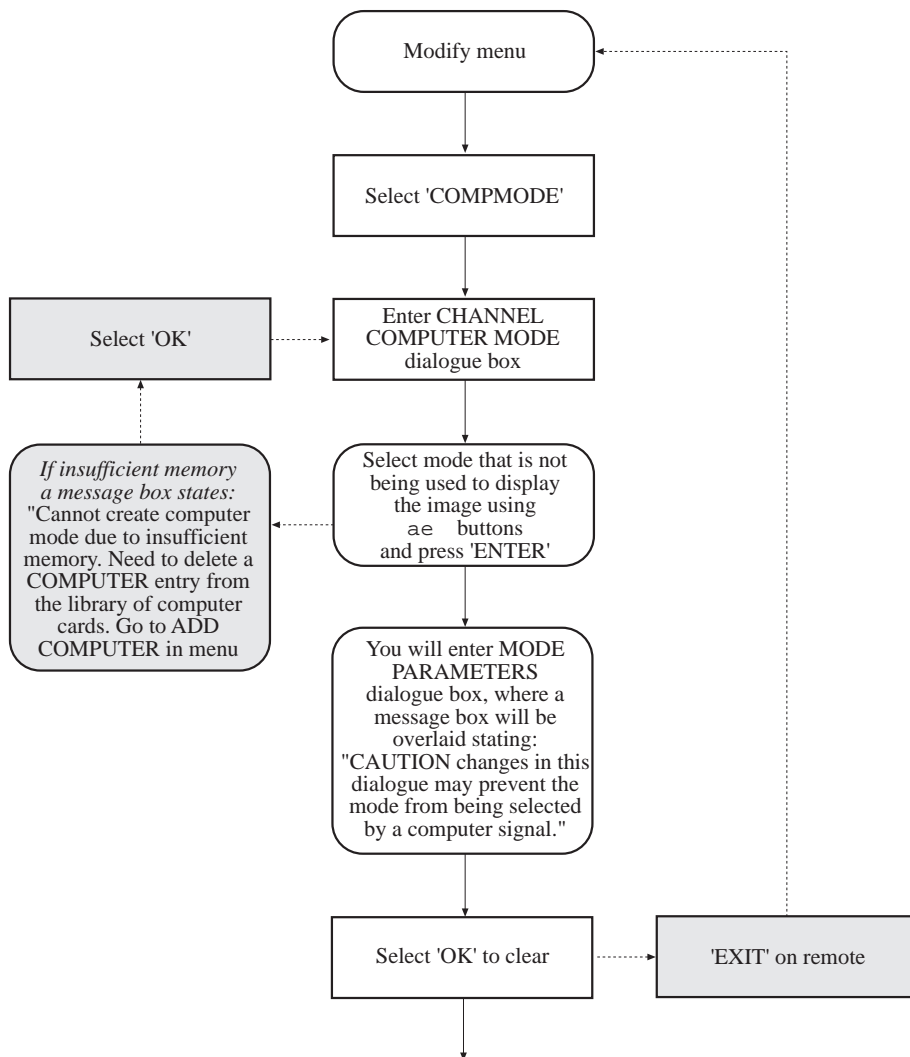 Modify menu
Select 'COMPMODE'
Enter CHANNEL
COMPUTER MODE
dialogue box
Select 'OK'
Select mode that is not
being used to display
the image using
ae buttons
and press 'ENTER'
If insufficient memory
a message box states:
"Cannot create computer
mode due to insufficient
memory. Need to delete a
COMPUTER entry from
the library of computer
cards. Go to ADD
COMPUTER in menu
You will enter MODE
PARAMETERS
dialogue box, where a
message box will be
overlaid stating:
"CAUTION changes in this
dialogue may prevent the
mode from being selected
by a computer signal."
Select 'OK' to clear
'EXIT' on remote